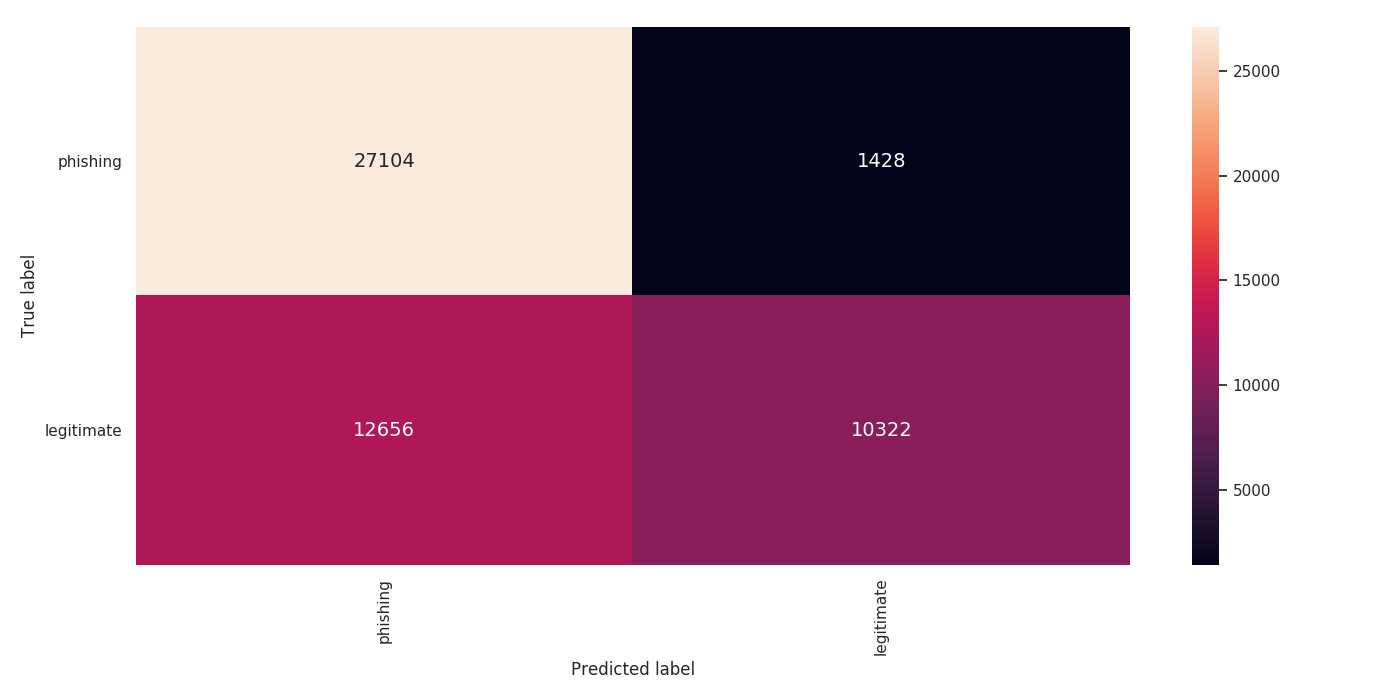 phishing
27104
1428
legitimate
12656
10322
True label
phishing
legitimate
Predicted label
25000
20000
15000
10000
5000